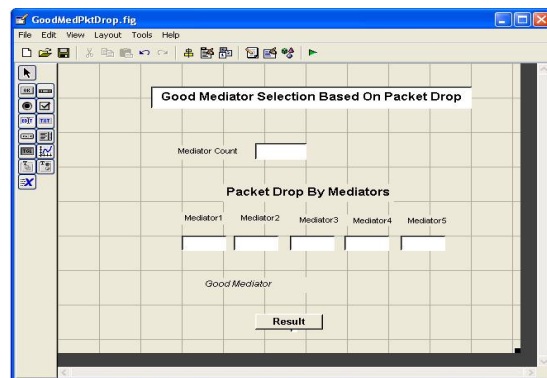 GoodMedPktDrop.fig
File Edit View Layout Tools Help
Good Mediator Selection Based On Packet Drop
Mediator Count
Packet Drop By Mediators
Mediator1 Mediator2 Mediator3 Mediator4 Mediator5
Good Mediator
Result